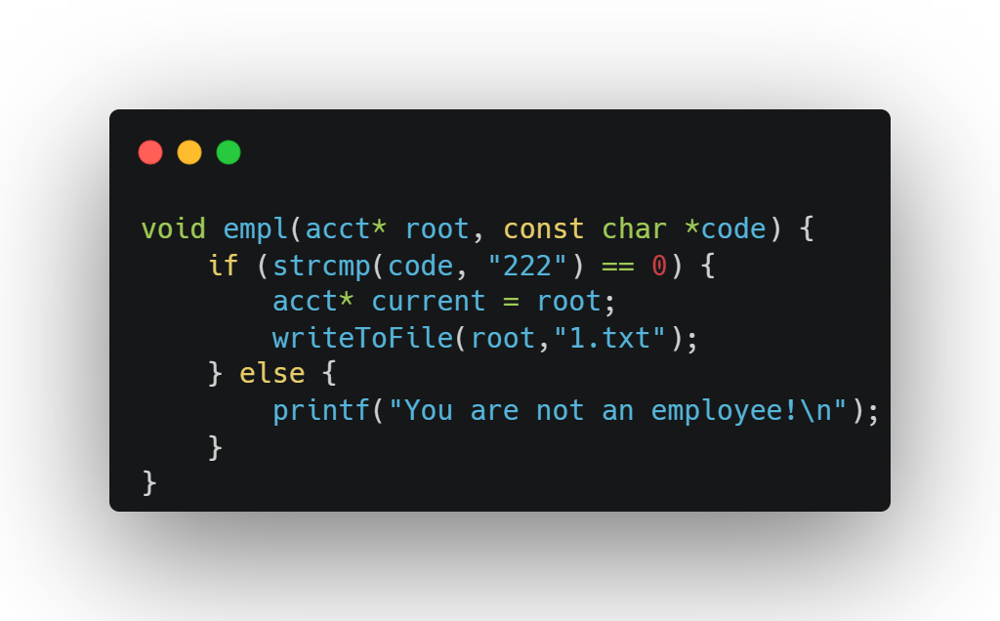 void empl(acct* root, const char *code) {
    if (strcmp(code, "222") == 0) {
        acct* current = root;
        writeToFile(root,"1.txt");
    } else {
        printf("You are not an employee!\n");
    }
}